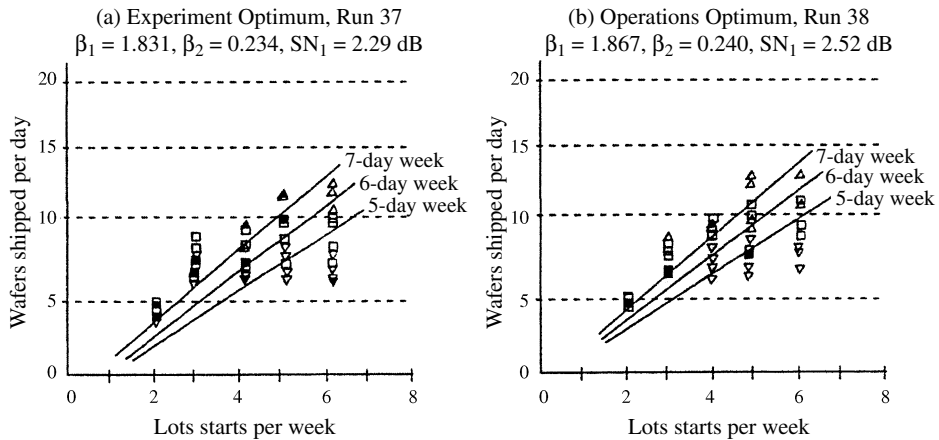 (a) Experiment Optimum, Run 37
β₁ = 1.831, β₂ = 0.234, SN₁ = 2.29 dB
20
15
10
5
0
Wafers shipped per day
7-day week
6-day week
5-day week
0 2 4 6 8
Lots starts per week
(b) Operations Optimum, Run 38
β₁ = 1.867, β₂ = 0.240, SN₁ = 2.52 dB
20
15
10
5
0
Wafers shipped per day
7-day week
6-day week
5-day week
0 2 4 6 8
Lots starts per week